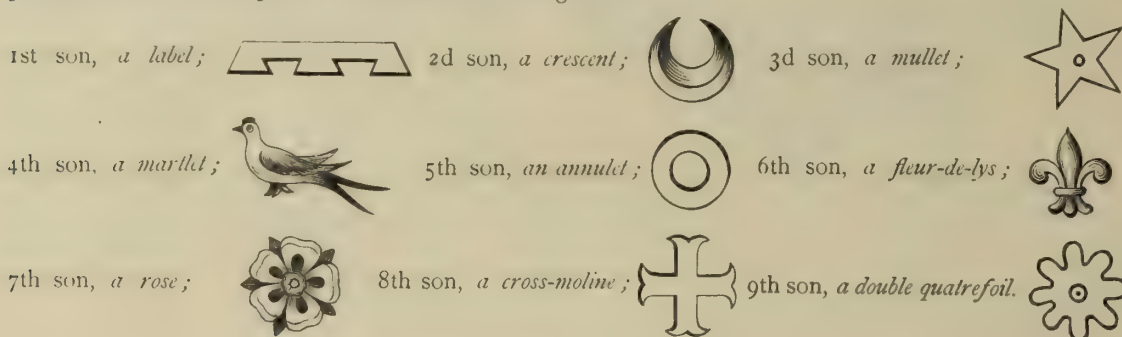 1st son, a label; 2d son, a crescent; 3d son, a mullet;
4th son, a martlet; 5th son, an annulet; 6th son, a fleur-de-lys;
7th son, a rose; 8th son, a cross-moline; 9th son, a double quatrefoil.